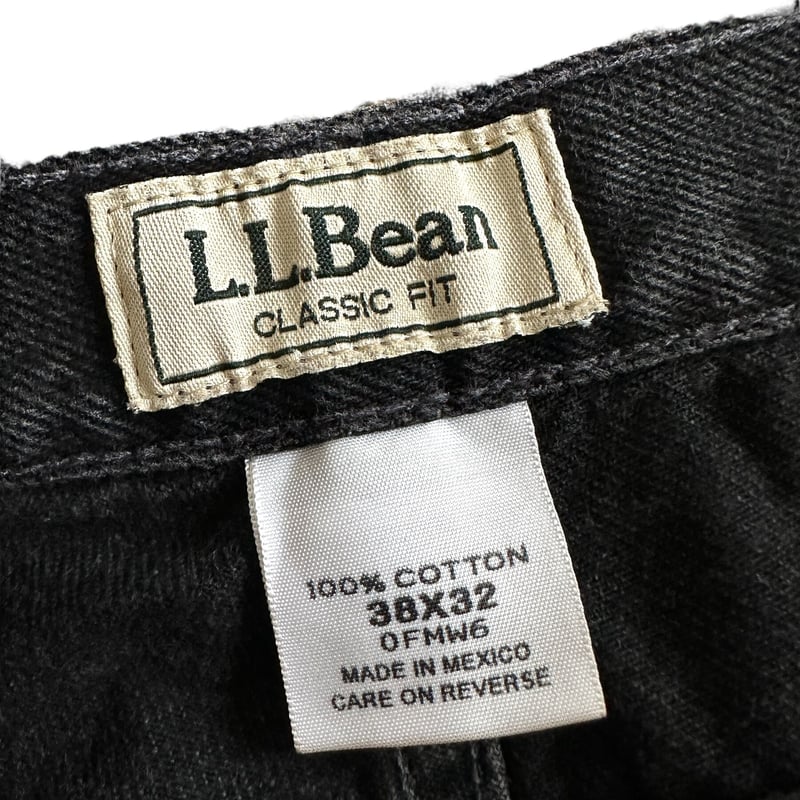 L.L.Bean
CLASSIC FIT
100% COTTON
38X32
0FMW6
MADE IN MEXICO
CARE ON REVERSE